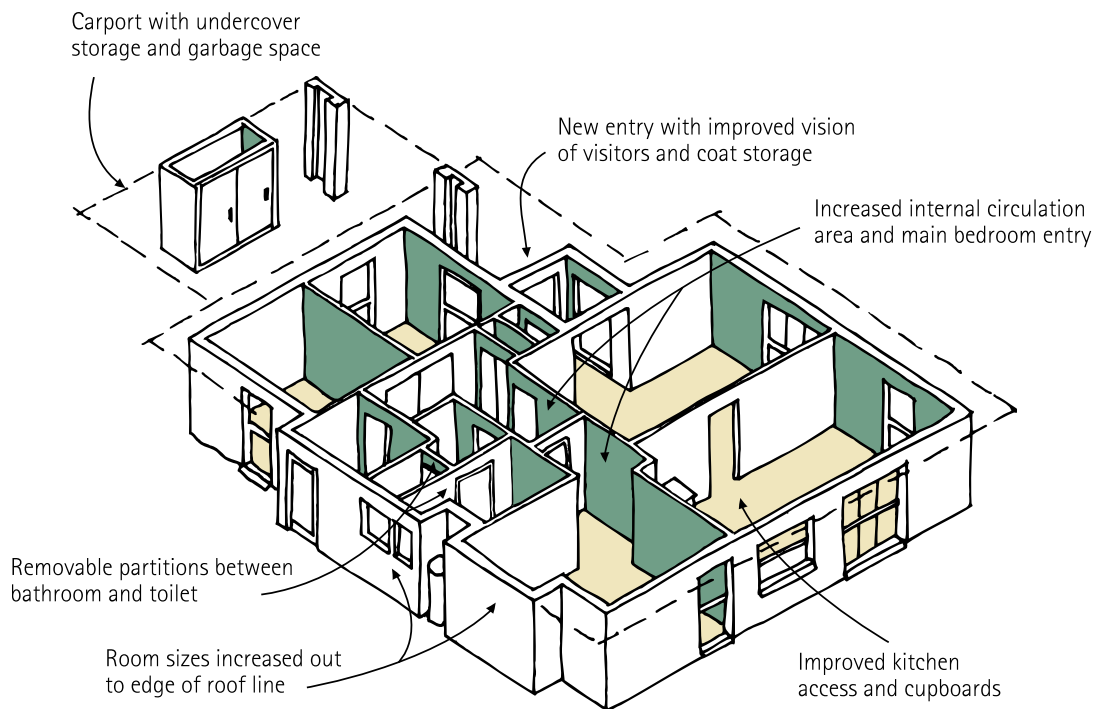 Carport with undercover
storage and garbage space
New entry with improved vision
of visitors and coat storage
Increased internal circulation
area and main bedroom entry
Removable partitions between
bathroom and toilet
Room sizes increased out
to edge of roof line
Improved kitchen
access and cupboards